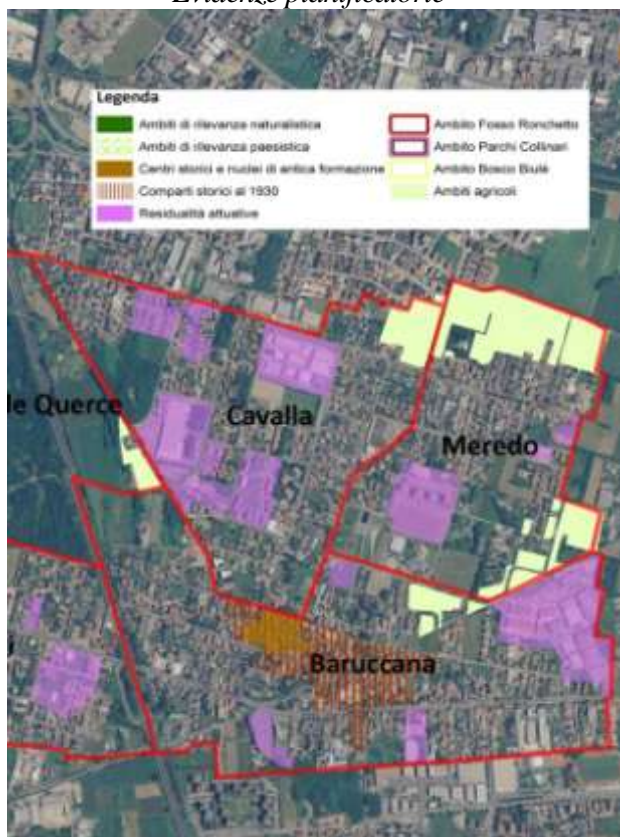 Evidenze pianificatorie
Legenda
Ambiti di rilevanza naturalistica
Ambiti di rilevanza paesistica
Centri storici e nuclei di antica formazione
Comparti storici al 1930
Residualità attuative
Ambito Fosso Ronchetto
Ambito Parchi Collinari
Ambito Bosco Biulè
Ambiti agricoli
le Querce
Cavalla
Meredo
Baruccana